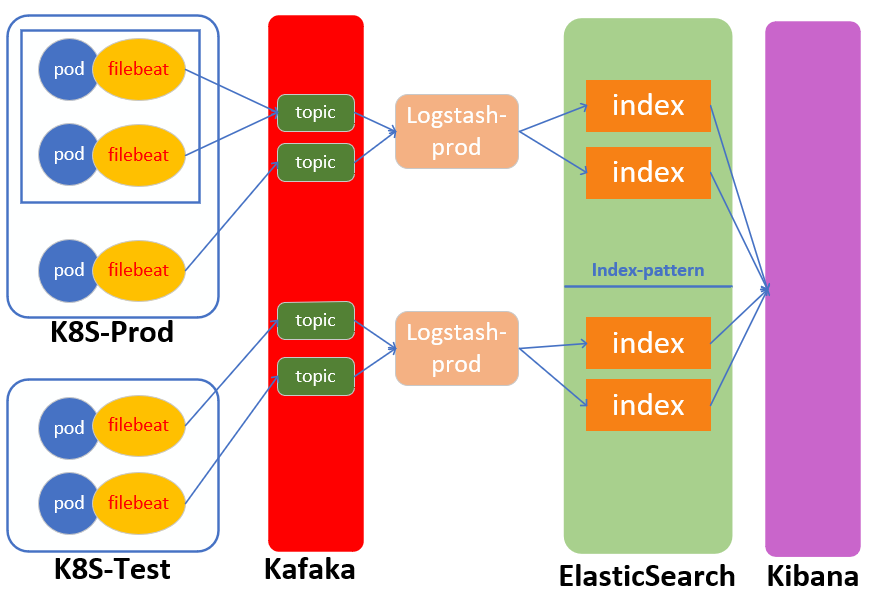 pod
filebeat
pod
filebeat
pod
filebeat
K8S-Prod
pod
filebeat
pod
filebeat
K8S-Test
topic
topic
topic
topic
Kafaka
Logstash-
prod
Logstash-
prod
index
index
Index-pattern
index
index
ElasticSearch
Kibana